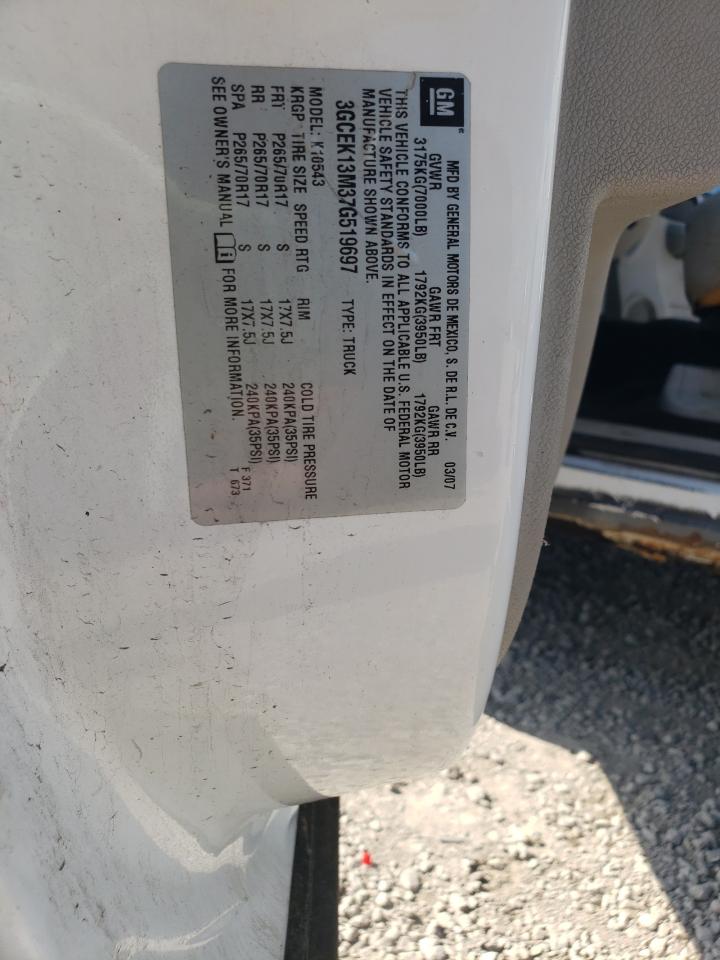 GM
MFD BY GENERAL MOTORS DE MEXICO, S. DE R.L. DE C.V. 03/07
GVWR GAWR FRT GAWR RR
3175KG(7000LB) 1792KG(3950LB) 1792KG(3950LB)
THIS VEHICLE CONFORMS TO ALL APPLICABLE U.S. FEDERAL MOTOR
VEHICLE SAFETY STANDARDS IN EFFECT ON THE DATE OF
MANUFACTURE SHOWN ABOVE.
3GCEK13M37G519697 TYPE: TRUCK
MODEL: K10543
KRGP TIRE SIZE SPEED RTG RIM COLD TIRE PRESSURE
FRT P265/70R17 S 17X7.5J 240KPA(35PSI)
RR P265/70R17 S 17X7.5J 240KPA(35PSI)
SPA P265/70R17 S 17X7.5J 240KPA(35PSI) F 371
SEE OWNER'S MANUAL i FOR MORE INFORMATION. T 673